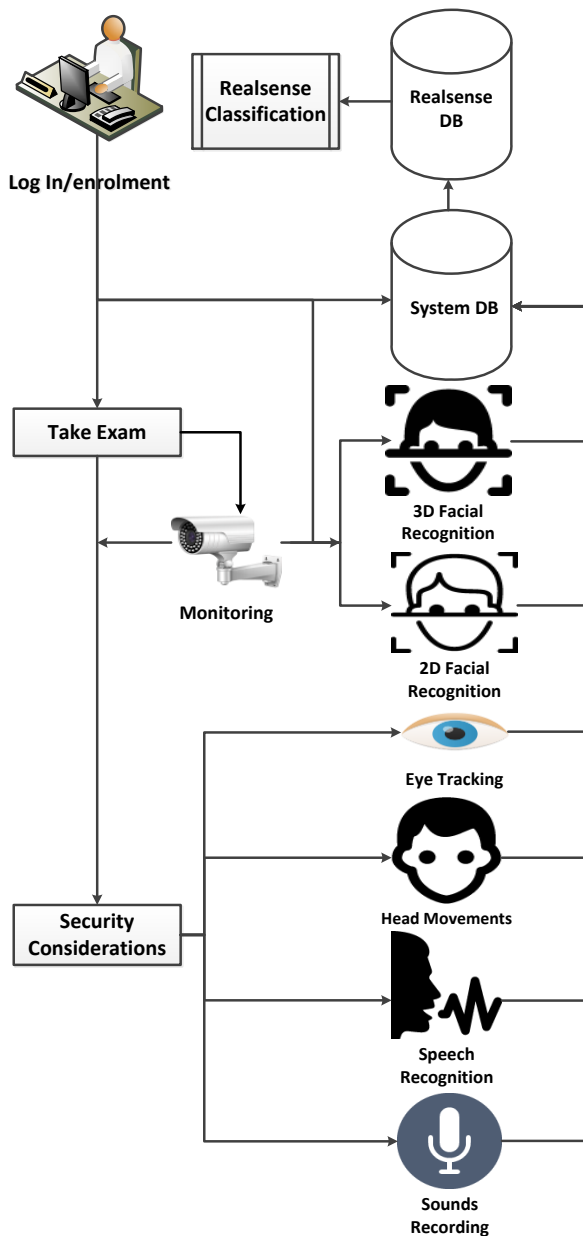 Realsense
Classification
Realsense
DB
Log In/enrolment
System DB
Take Exam
3D Facial
Recognition
Monitoring
2D Facial
Recognition
Eye Tracking
Head Movements
Security
Considerations
Speech
Recognition
Sounds
Recording